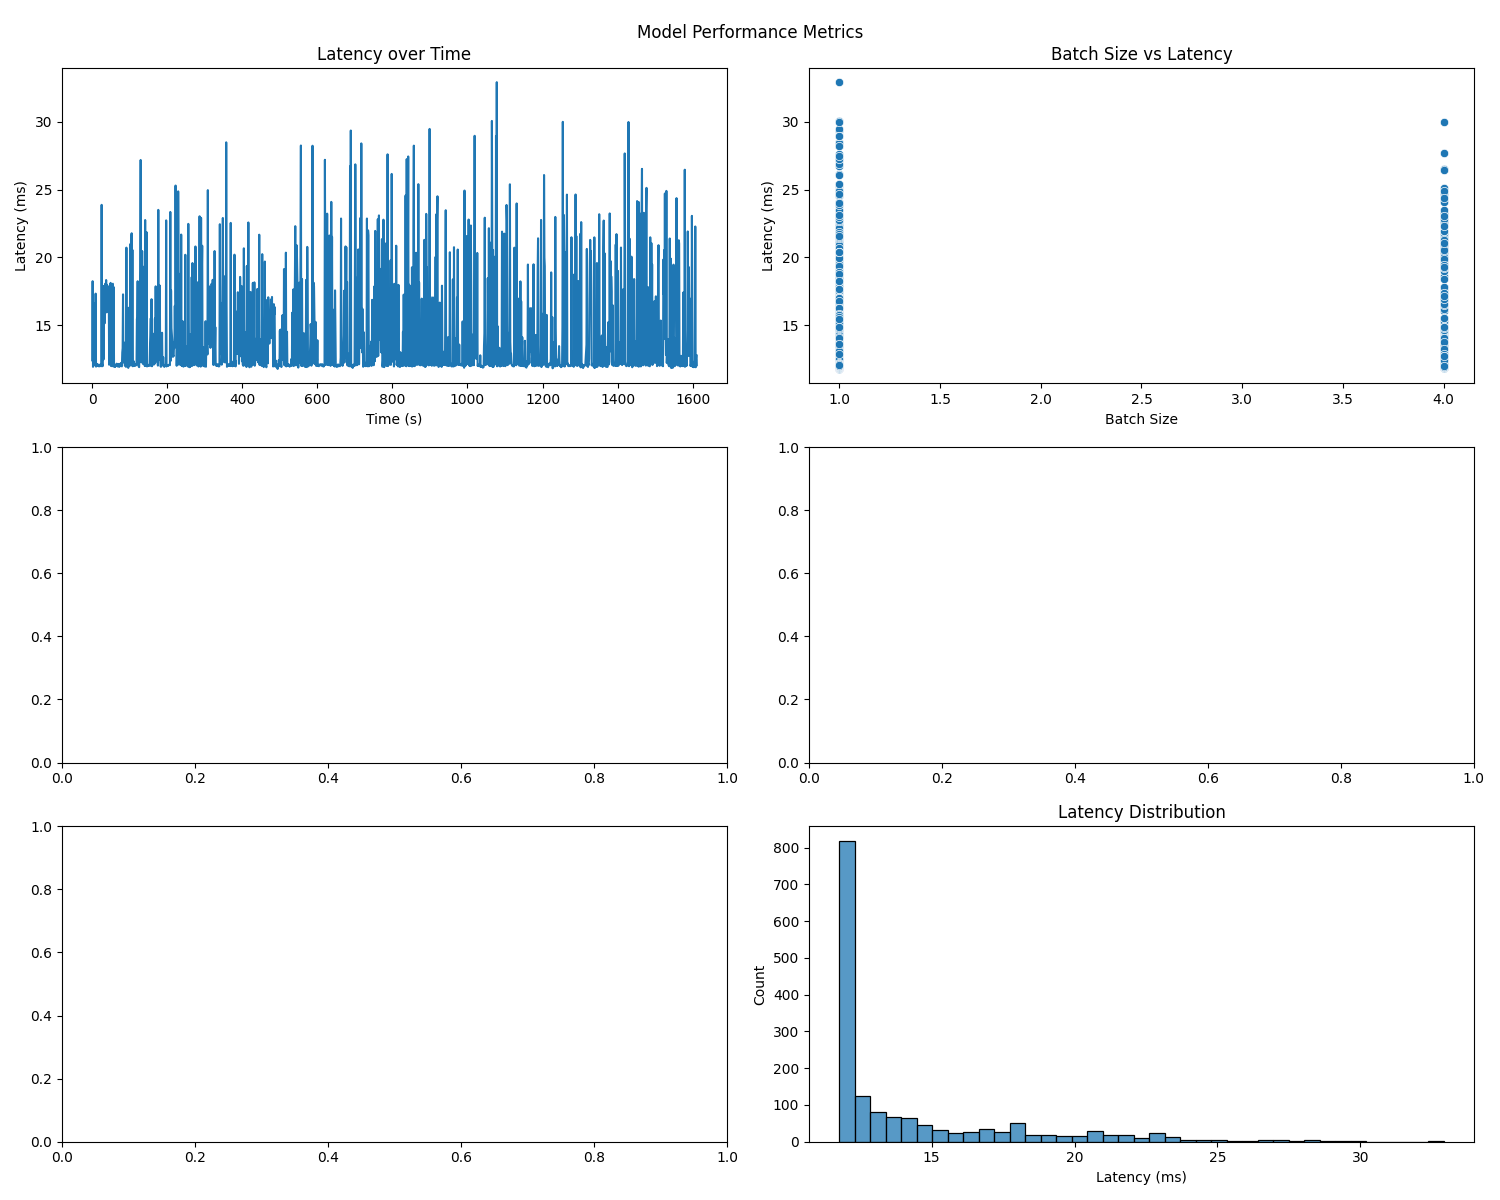 Model Performance Metrics
Latency over Time
Latency (ms)
30
25
20
15
0 200 400 600 800 1000 1200 1400 1600
Time (s)
Batch Size vs Latency
Latency (ms)
30
25
20
15
1.0 1.5 2.0 2.5 3.0 3.5 4.0
Batch Size
1.0
0.8
0.6
0.4
0.2
0.0
0.0 0.2 0.4 0.6 0.8 1.0
1.0
0.8
0.6
0.4
0.2
0.0
0.0 0.2 0.4 0.6 0.8 1.0
1.0
0.8
0.6
0.4
0.2
0.0
0.0 0.2 0.4 0.6 0.8 1.0
Latency Distribution
Count
800
700
600
500
400
300
200
100
0
15 20 25 30
Latency (ms)